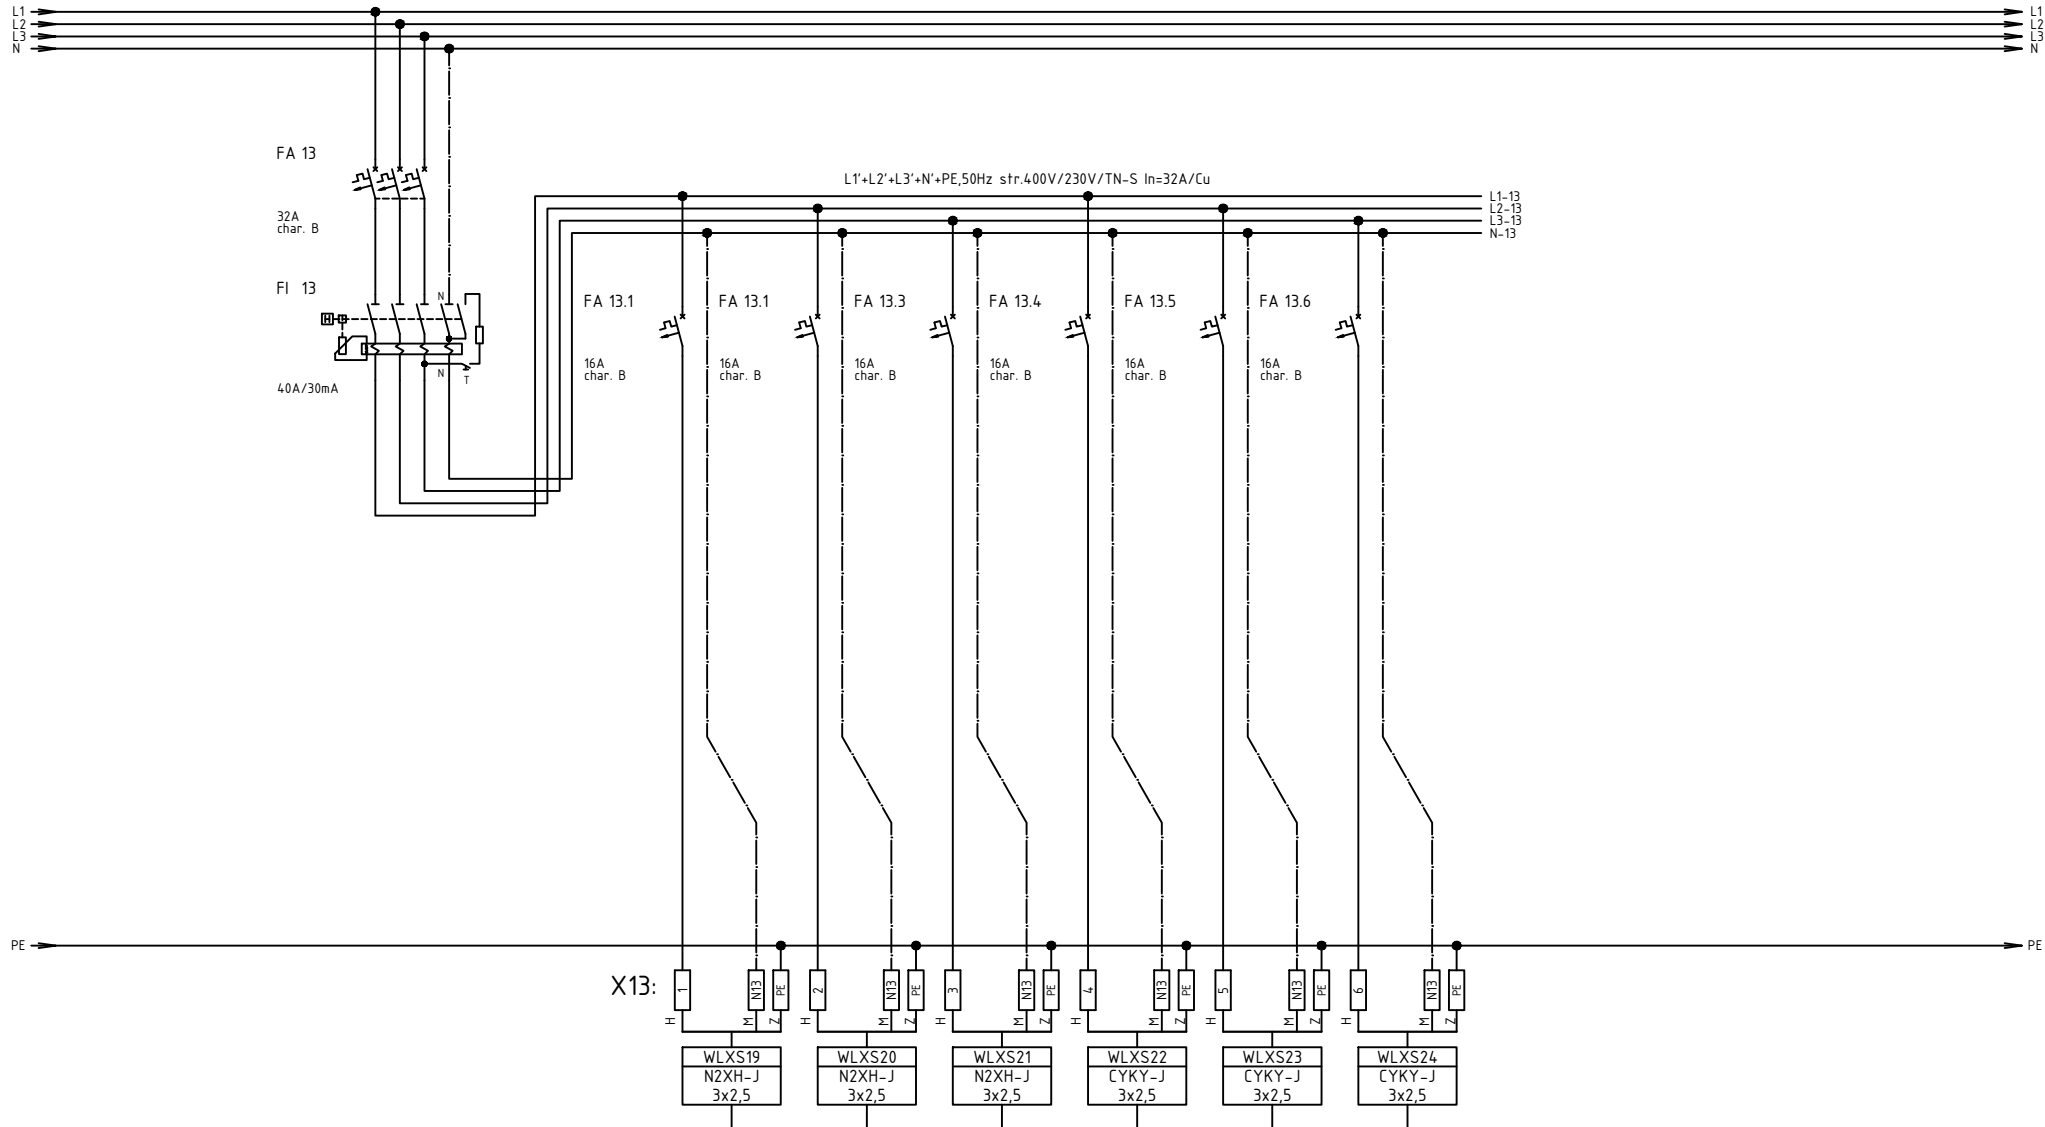 L1
L1
L2
L2
L3
L3
N
N
FA 13
32A
char. B
FI 13
40A/30mA
N
N
T
L1'+L2'+L3'+N'+PE,50Hz str.400V/230V/TN-S In=32A/Cu
L1-13
L2-13
L3-13
N-13
FA 13.1
FA 13.1
FA 13.3
FA 13.4
FA 13.5
FA 13.6
16A
char. B
16A
char. B
16A
char. B
16A
char. B
16A
char. B
16A
char. B
PE
PE
X13:
1
N13
PE
2
N13
PE
3
N13
PE
4
N13
PE
5
N13
PE
6
N13
PE
H
M
Z
H
M
Z
H
M
Z
H
M
Z
H
M
Z
H
M
Z
WLXS19
N2XH-J
3x2,5
WLXS20
N2XH-J
3x2,5
WLXS21
N2XH-J
3x2,5
WLXS22
CYKY-J
3x2,5
WLXS23
CYKY-J
3x2,5
WLXS24
CYKY-J
3x2,5